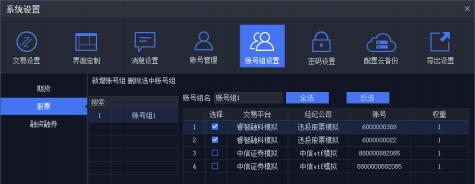 系统设置
交易设置 界面定制 消息设置 账号管理 账号组设置 密码设置 配置云备份 导出设置
期货
股票
融资融券
新增账号组 删除选中账号组
搜索
1 账号组1
账号组名 账号组1 全选 反选
选择 交易平台 经纪公司 账号 权重
1 睿智融科模拟 迅投股票模拟 6000000389 1
2 睿智融科模拟 迅投股票模拟 6000000022 1
3 中信证券模拟 中信etf模拟 880000882085 1
4 中信证券模拟 中信etf模拟 880000882085 1